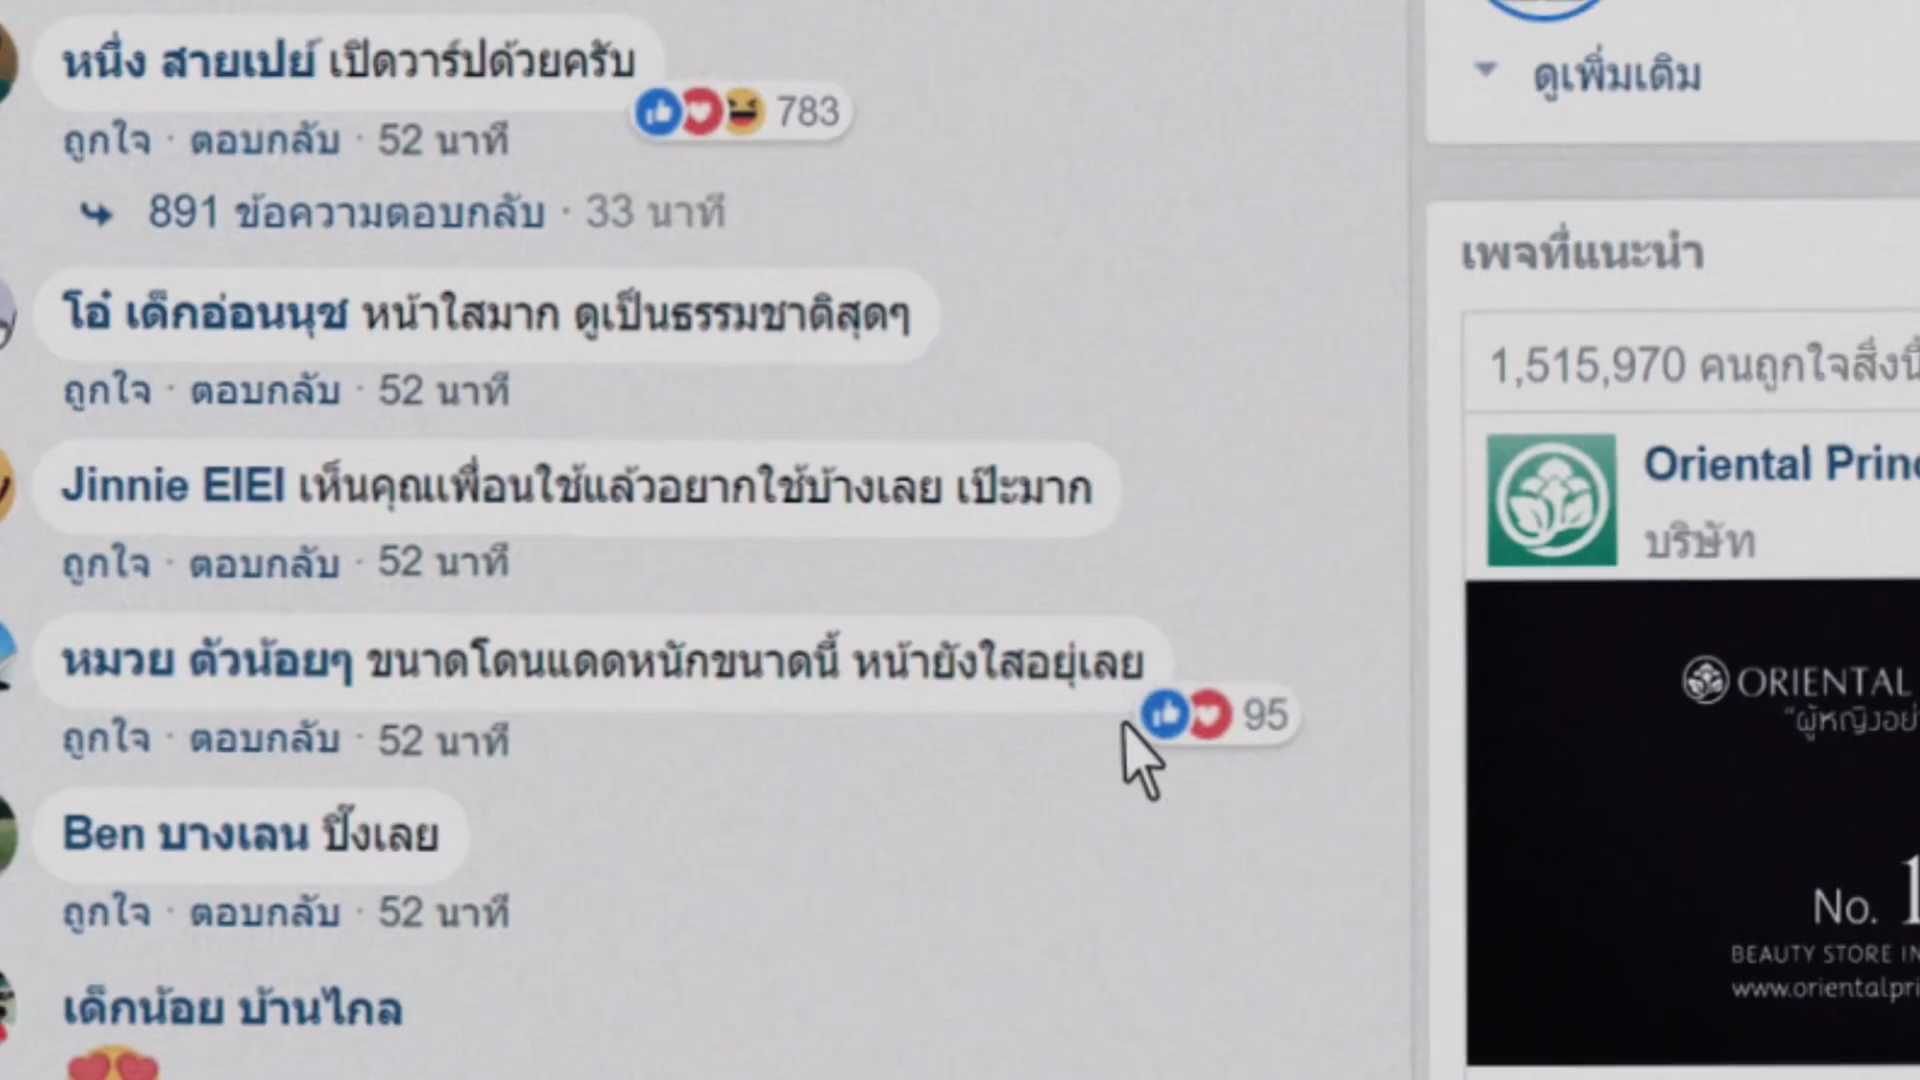 หนึ่ง สายเปย์ เปิดวาร์ปด้วยครับ
783
ถูกใจ · ตอบกลับ · 52 นาที
891 ข้อความตอบกลับ · 33 นาที
โอ๋ เด็กอ่อนนุช หน้าใสมาก ดูเป็นธรรมชาติสุดๆ
ถูกใจ · ตอบกลับ · 52 นาที
Jinnie EIEI เห็นคุณเพื่อนใช้แล้วอยากใช้บ้างเลย เป๊ะมาก
ถูกใจ · ตอบกลับ · 52 นาที
หมวย ตัวน้อยๆ ขนาดโดนแดดหนักขนาดนี้ หน้ายังใสอยุ่เลย
95
ถูกใจ · ตอบกลับ · 52 นาที
Ben บางเลน ปิ๊งเลย
ถูกใจ · ตอบกลับ · 52 นาที
เด็กน้อย บ้านไกล
ดูเพิ่มเติม
เพจที่แนะนำ
1,515,970 คนถูกใจสิ่งนี้
Oriental Princ
บริษัท
ORIENTAL
"ผู้หญิงอย่
No. 1
BEAUTY STORE IN
www.orientalpri